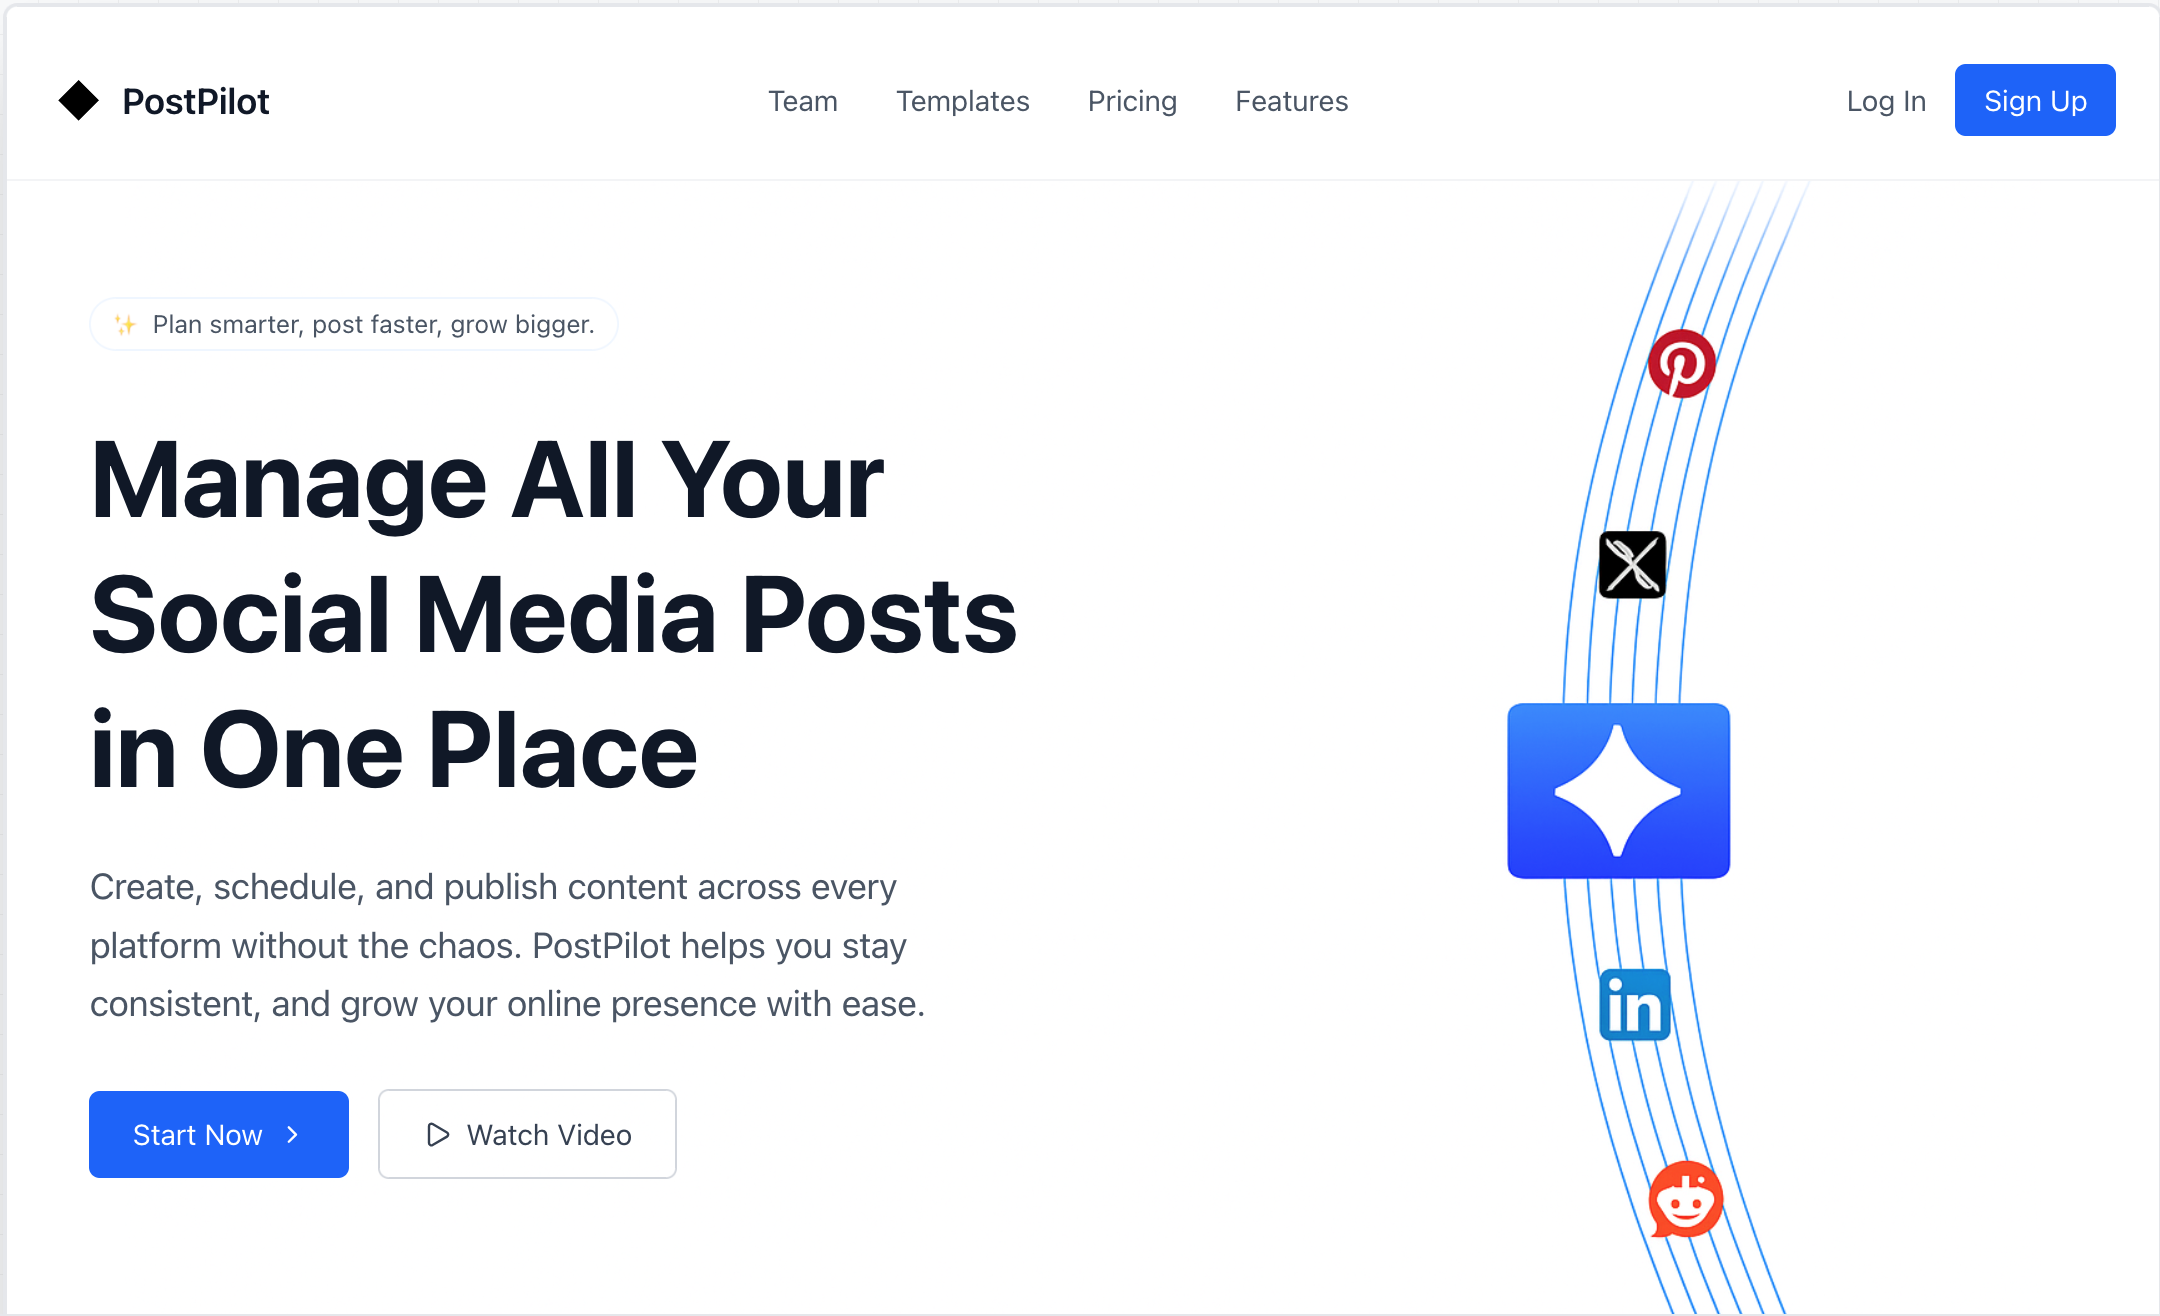 PostPilot
Team
Templates
Pricing
Features
Log In
Sign Up
✨ Plan smarter, post faster, grow bigger.
Manage All Your
Social Media Posts
in One Place
Create, schedule, and publish content across every
platform without the chaos. PostPilot helps you stay
consistent, and grow your online presence with ease.
Start Now
Watch Video
in